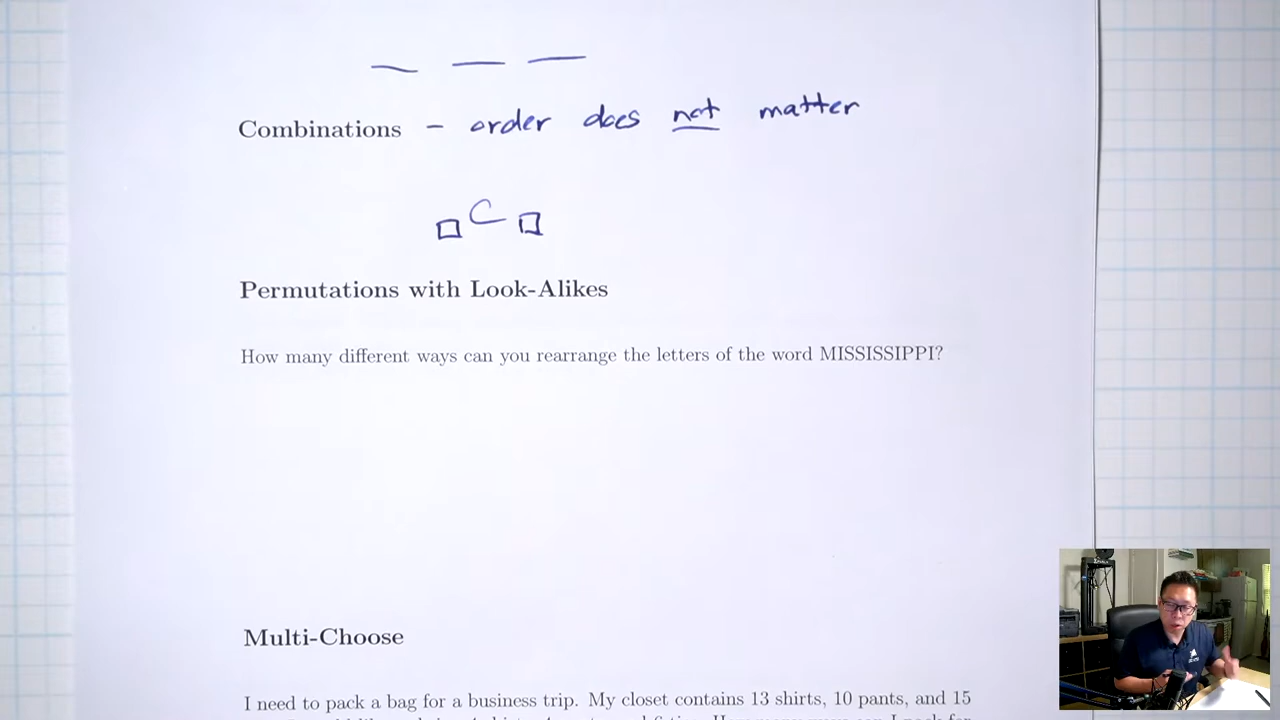 Combinations – order does not matter
□ C □
Permutations with Look-Alikes
How many different ways can you rearrange the letters of the word MISSISSIPPI?
Multi-Choose
I need to pack a bag for a business trip. My closet contains 13 shirts, 10 pants, and 15